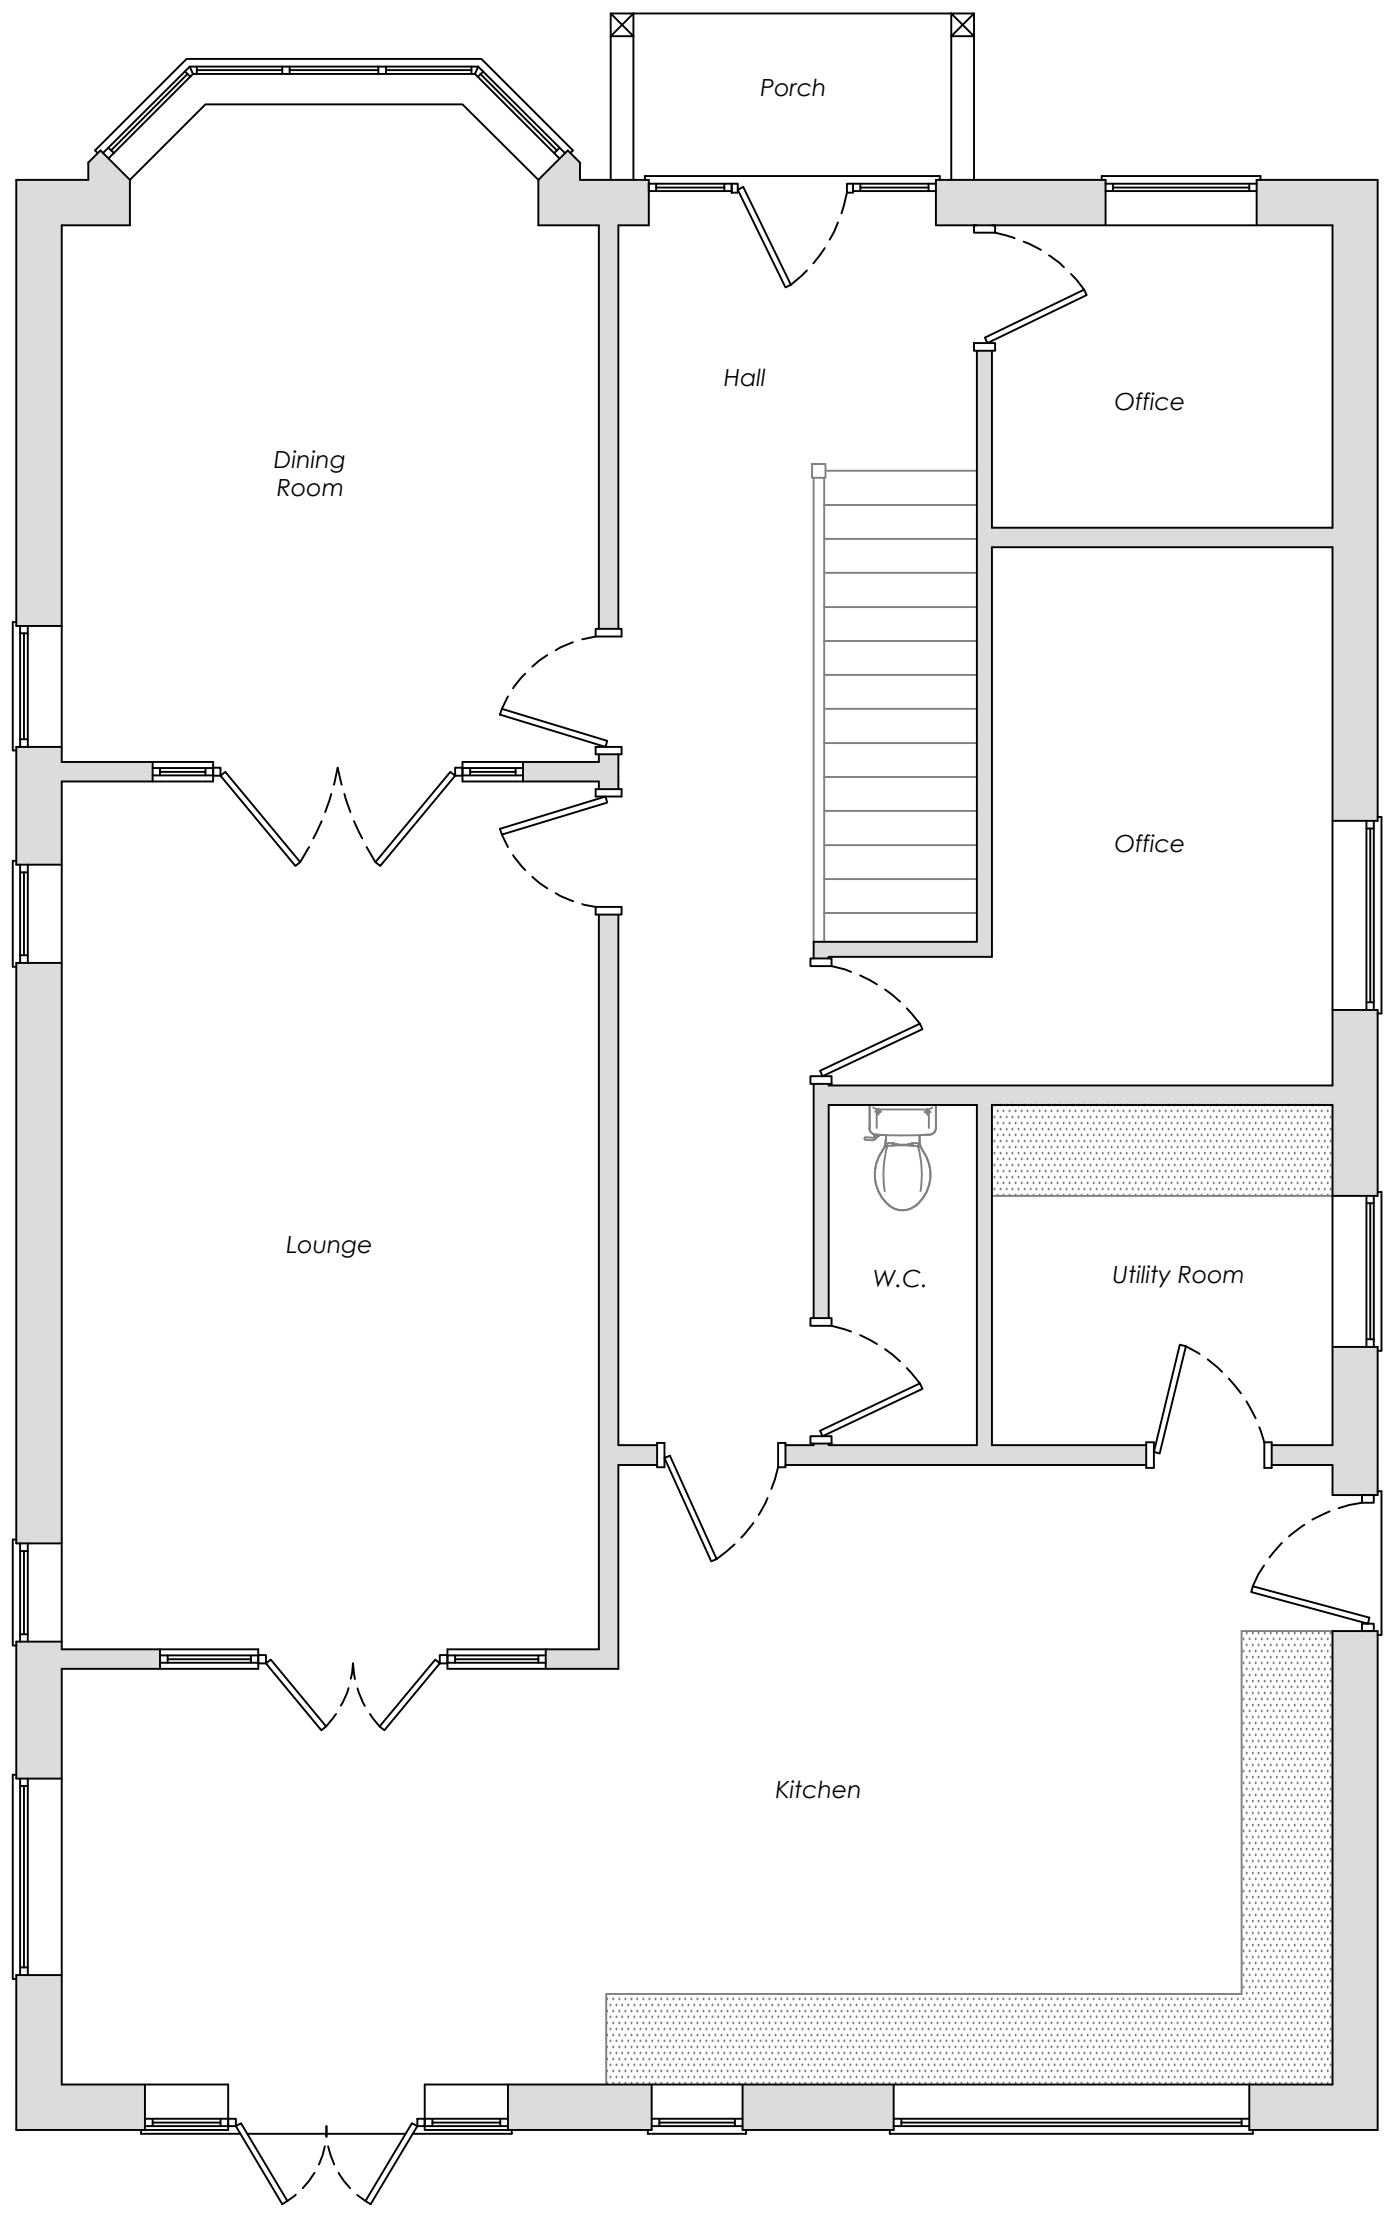 Porch
Hall
Office
Dining
Room
Office
Lounge
W.C.
Utility Room
Kitchen